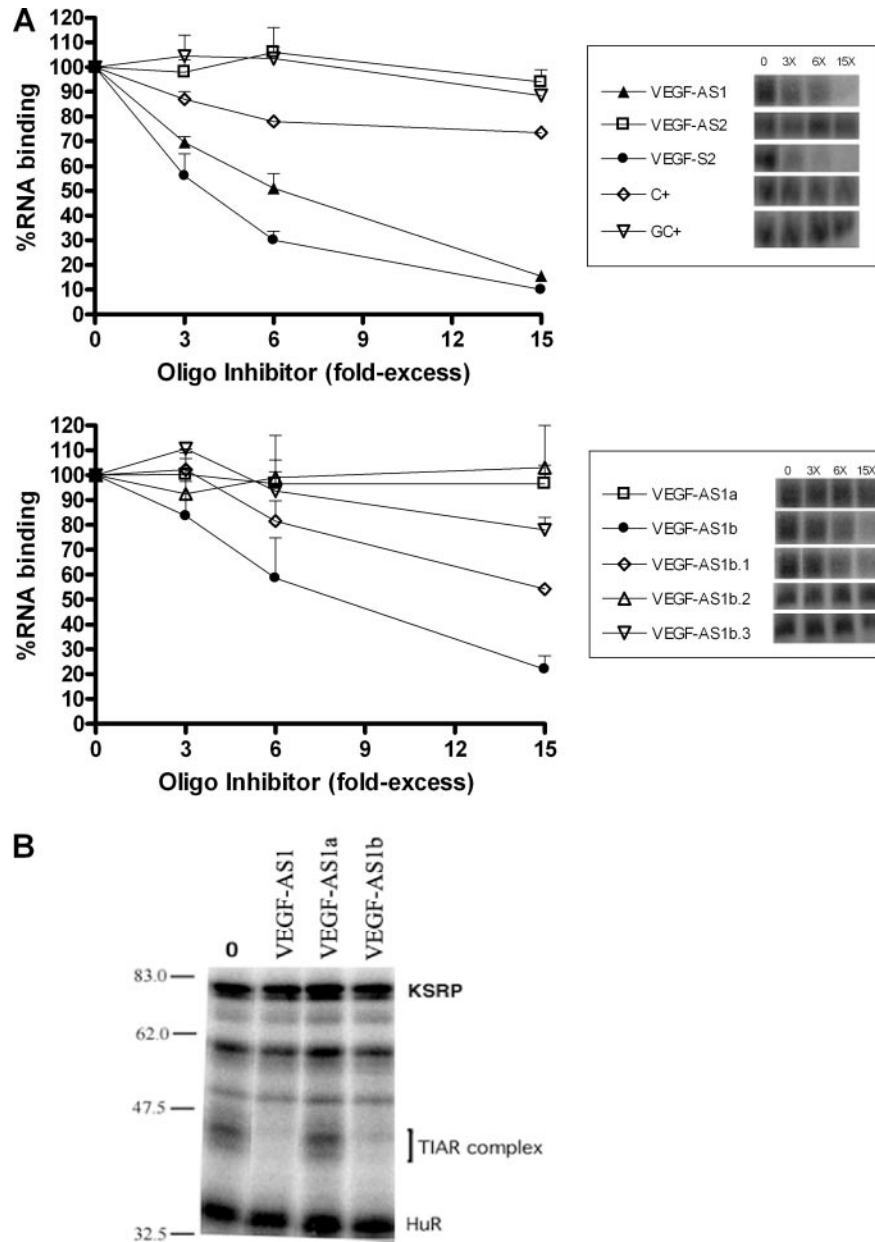 A
%RNA binding
120
110
100
90
80
70
60
50
40
30
20
10
0
0 3 6 9 12 15
Oligo Inhibitor (fold-excess)
0 3X 6X 15X
VEGF-AS1
VEGF-AS2
VEGF-S2
C+
GC+
%RNA binding
120
110
100
90
80
70
60
50
40
30
20
10
0
0 3 6 9 12 15
Oligo Inhibitor (fold-excess)
0 3X 6X 15X
VEGF-AS1a
VEGF-AS1b
VEGF-AS1b.1
VEGF-AS1b.2
VEGF-AS1b.3
B
0
VEGF-AS1
VEGF-AS1a
VEGF-AS1b
83.0
62.0
47.5
32.5
KSRP
TIAR complex
HuR